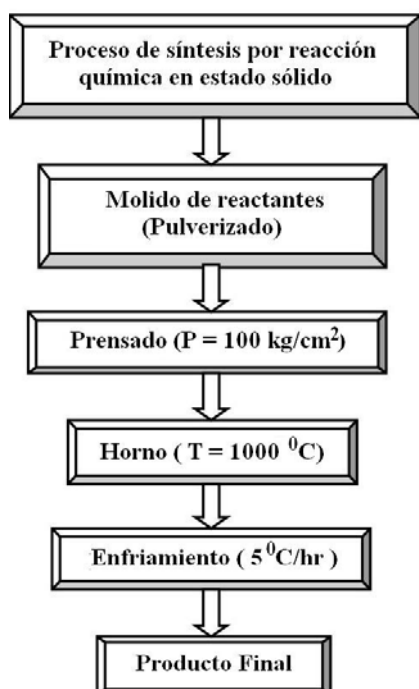 Proceso de síntesis por reacción
química en estado sólido
Molido de reactantes
(Pulverizado)
Prensado (P = 100 kg/cm²)
Horno ( T = 1000 ⁰C)
Enfriamiento ( 5 ⁰C/hr )
Producto Final